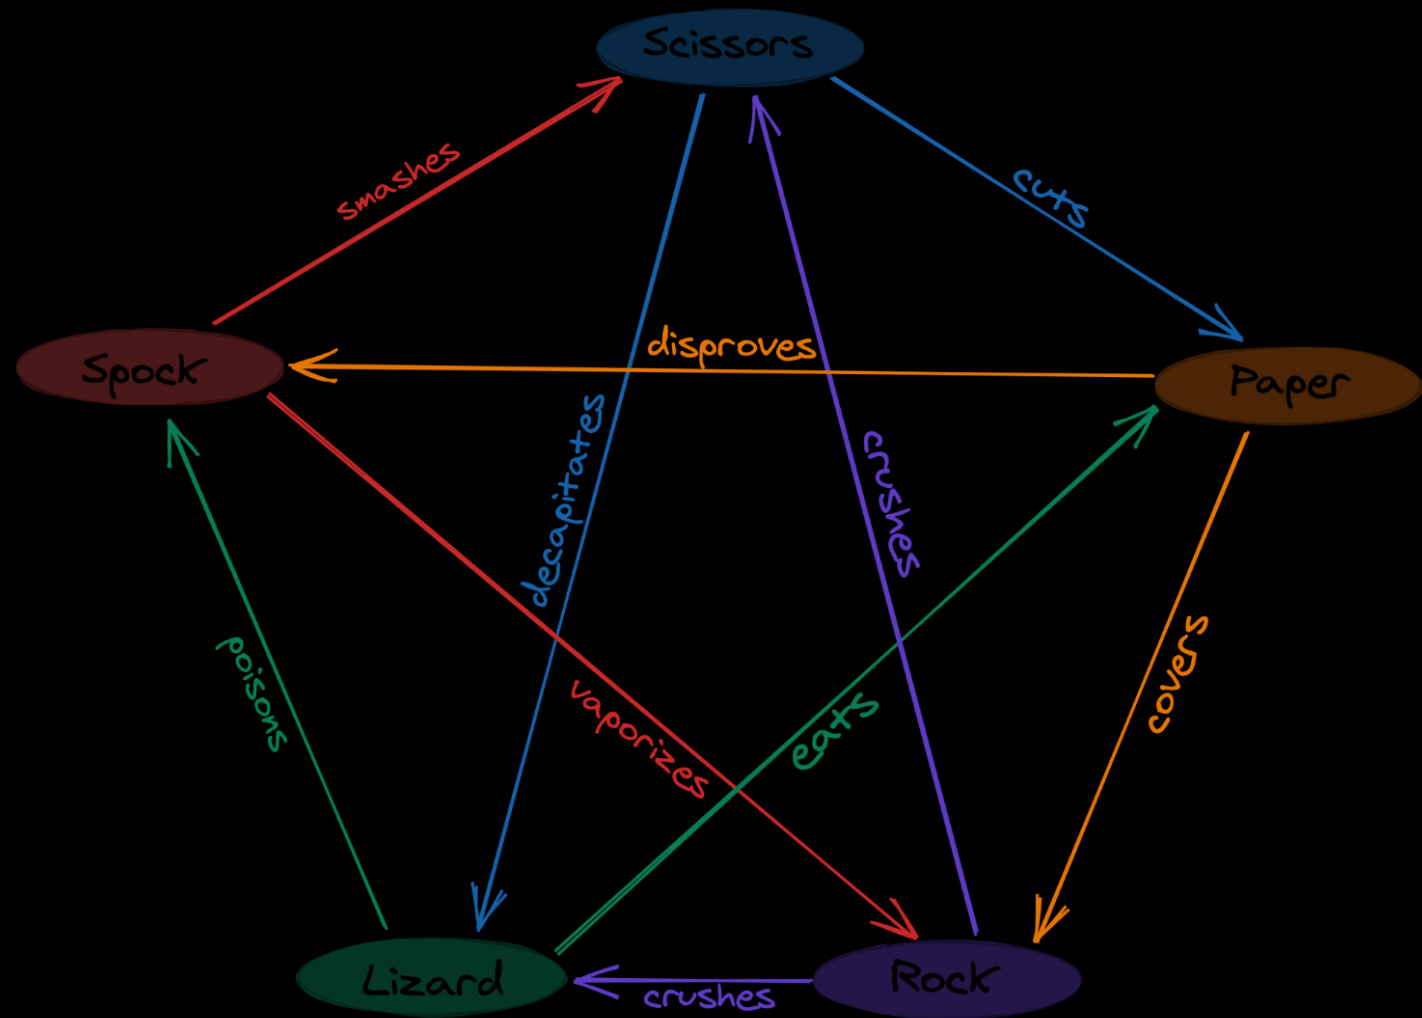 Scissors
smashes
cuts
disproves
Spock
Paper
decapitates
crushes
poisons
covers
vaporizes
eats
Lizard
Rock
crushes